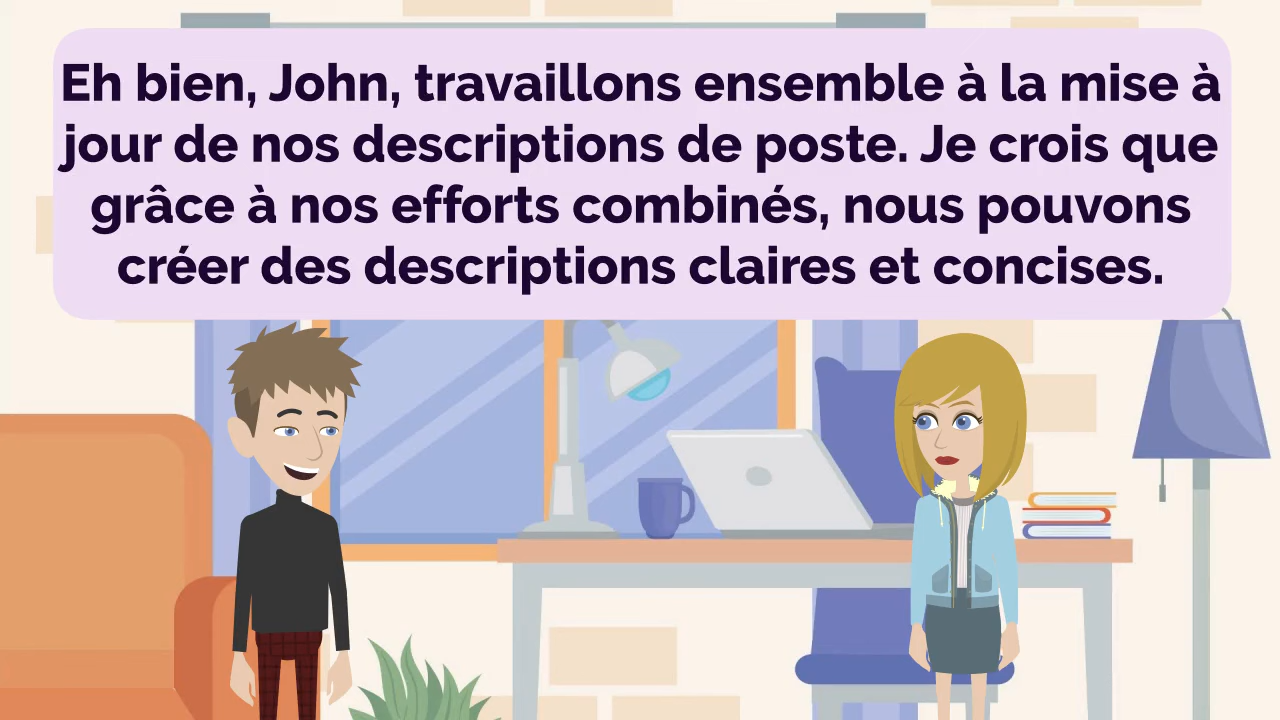 Eh bien, John, travaillons ensemble à la mise à
jour de nos descriptions de poste. Je crois que
grâce à nos efforts combinés, nous pouvons
créer des descriptions claires et concises.